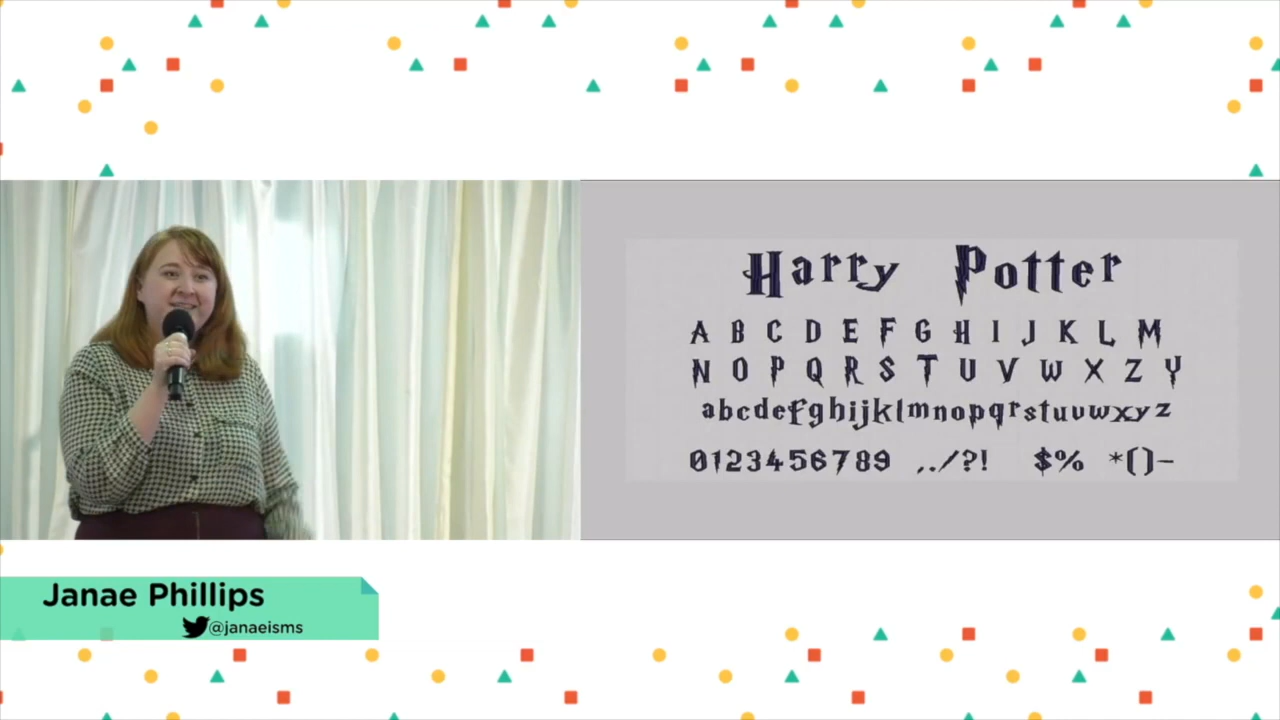 Harry Potter
A B C D E F G H I J K L M
N O P Q R S T U V W X Z Y
abcdefghijklmnopqrstuvwxyz
0123456789 ,./?! $% *()-
Janae Phillips
@janaeisms